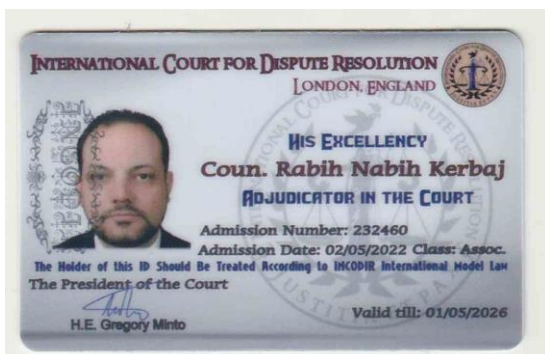 INTERNATIONAL COURT FOR DISPUTE RESOLUTION
LONDON, ENGLAND
HIS EXCELLENCY
Coun. Rabih Nabih Kerbaj
ADJUDICATOR IN THE COURT
Admission Number: 232460
Admission Date: 02/05/2022 Class: Assoc.
The Holder of this ID Should Be Treated According to INCODIR International Model Law
The President of the Court
H.E. Gregory Minto
Valid till: 01/05/2026